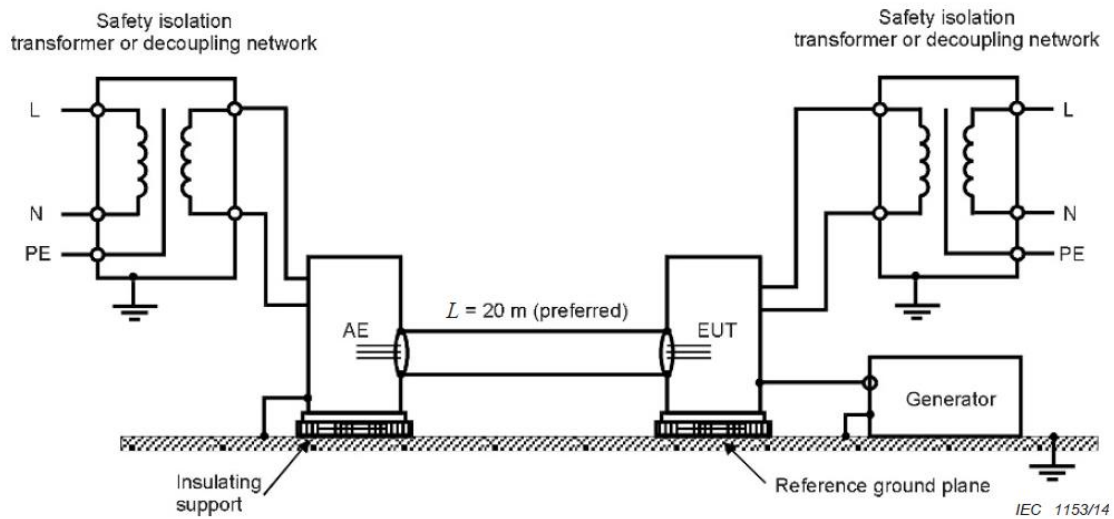 Safety isolation
transformer or decoupling network
Safety isolation
transformer or decoupling network
L
N
PE
L
N
PE
L = 20 m (preferred)
AE
EUT
Generator
Insulating
support
Reference ground plane
IEC 1153/14